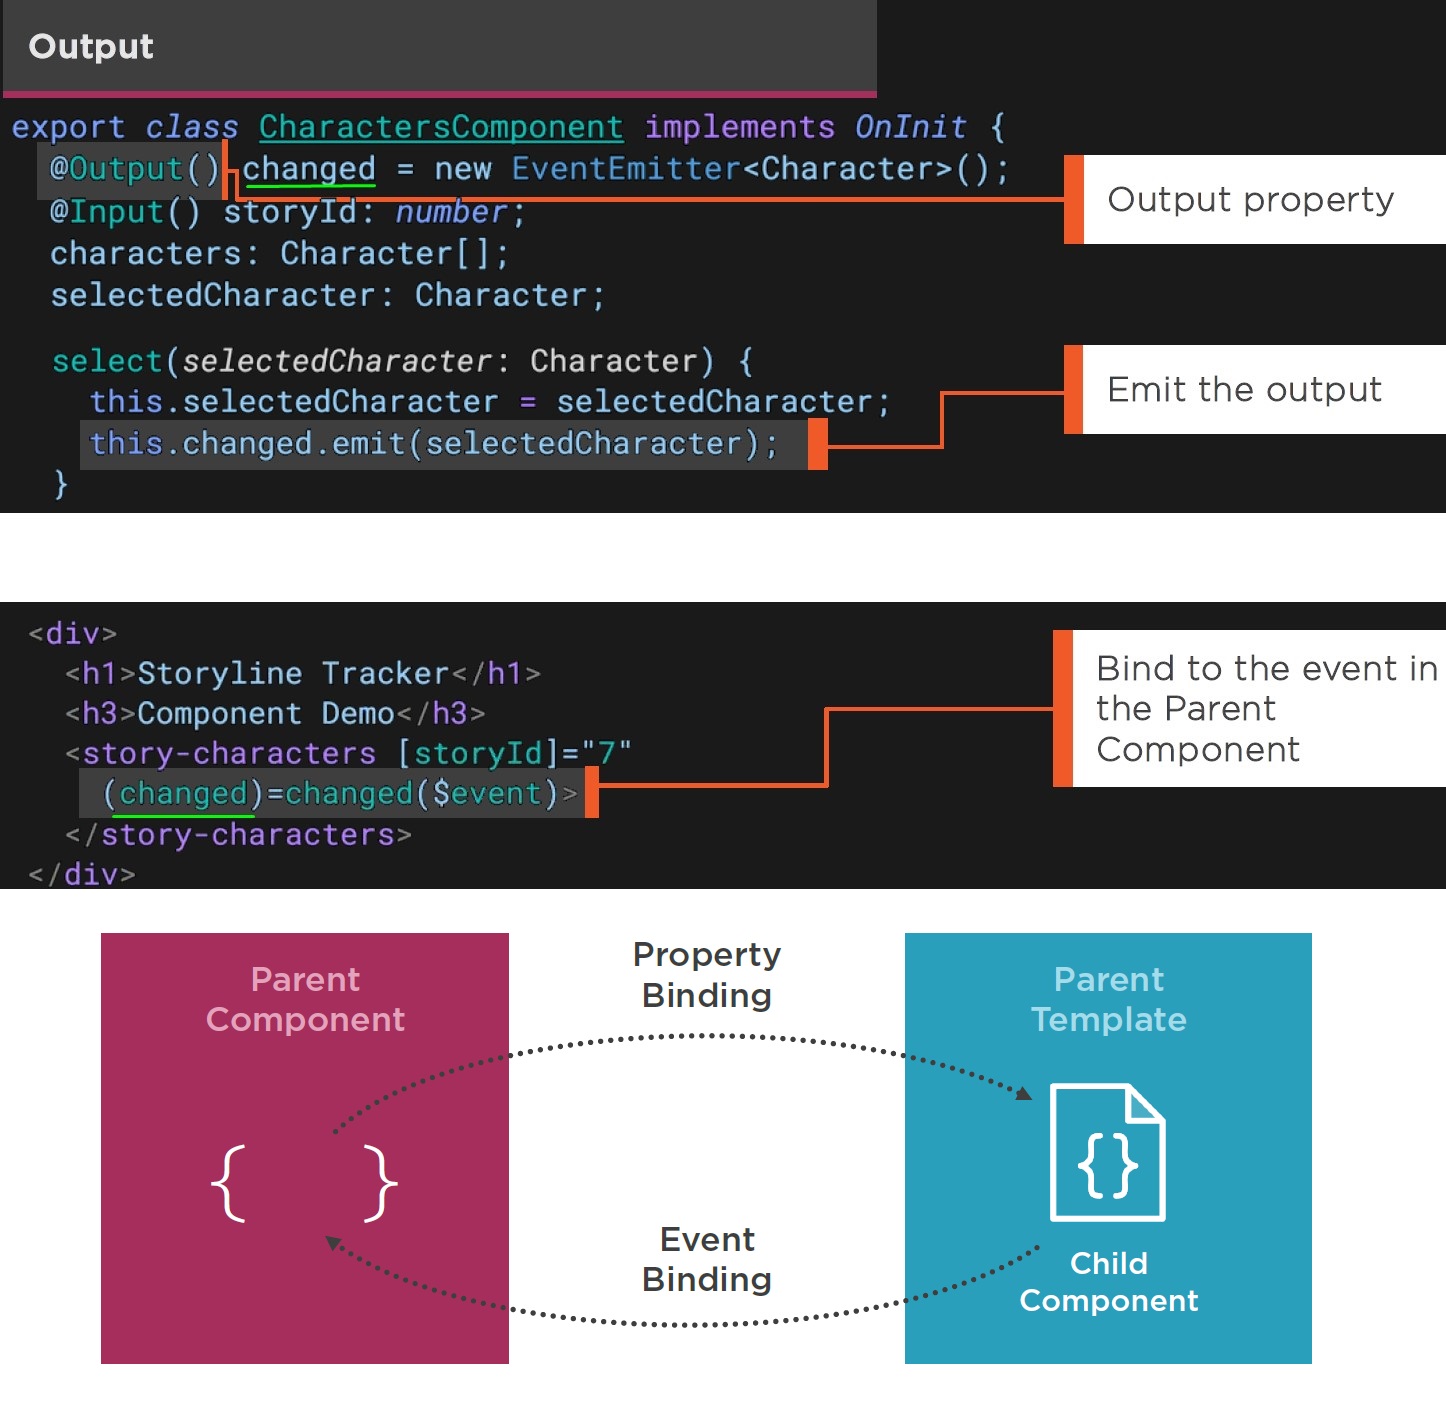 Output
export class CharactersComponent implements OnInit {
@Output() changed = new EventEmitter<Character>();
Output property
@Input() storyId: number;
characters: Character[];
selectedCharacter: Character;
select(selectedCharacter: Character) {
Emit the output
this.selectedCharacter = selectedCharacter;
this.changed.emit(selectedCharacter);
}
<div>
<h1>Storyline Tracker</h1>
<h3>Component Demo</h3>
<story-characters [storyId]="7"
(changed)=changed($event)>
</story-characters>
</div>
Bind to the event in
the Parent
Component
Parent
Component
Property
Binding
Parent
Template
{ }
{}
Event
Binding
Child
Component